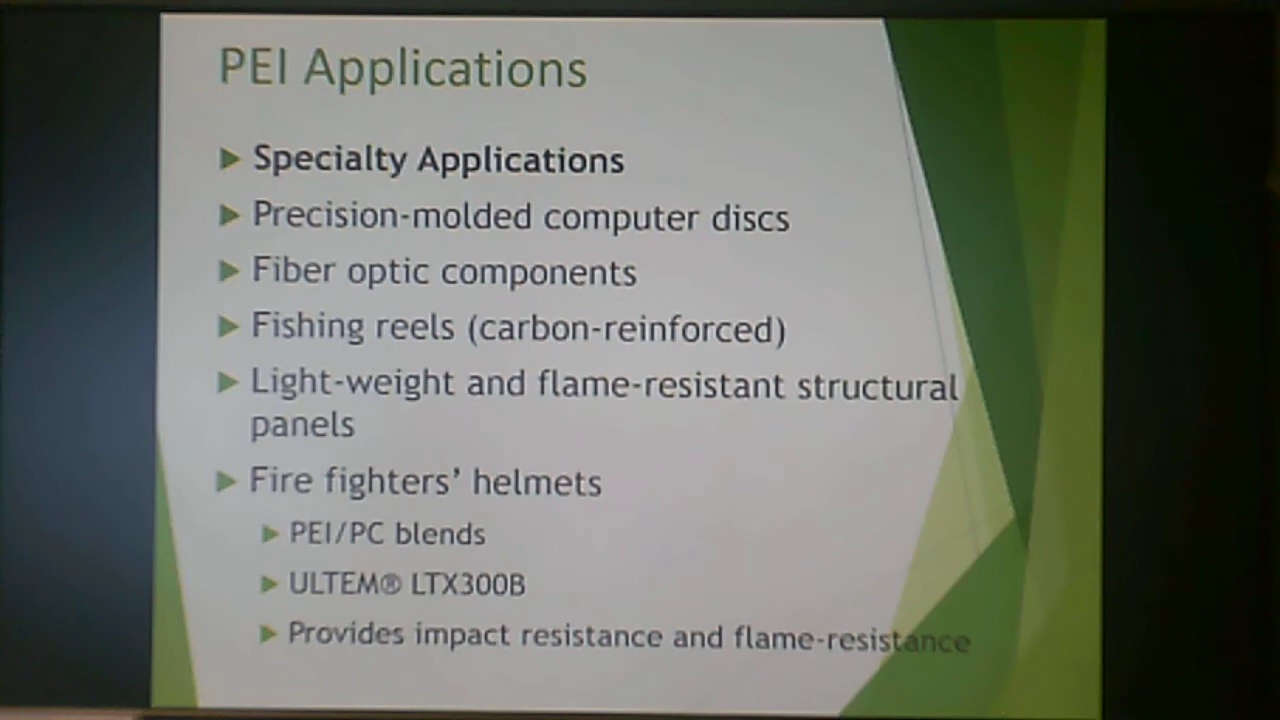 PEI Applications
Specialty Applications
Precision-molded computer discs
Fiber optic components
Fishing reels (carbon-reinforced)
Light-weight and flame-resistant structural
panels
Fire fighters’ helmets
PEI/PC blends
ULTEM® LTX300B
Provides impact resistance and flame-resistance